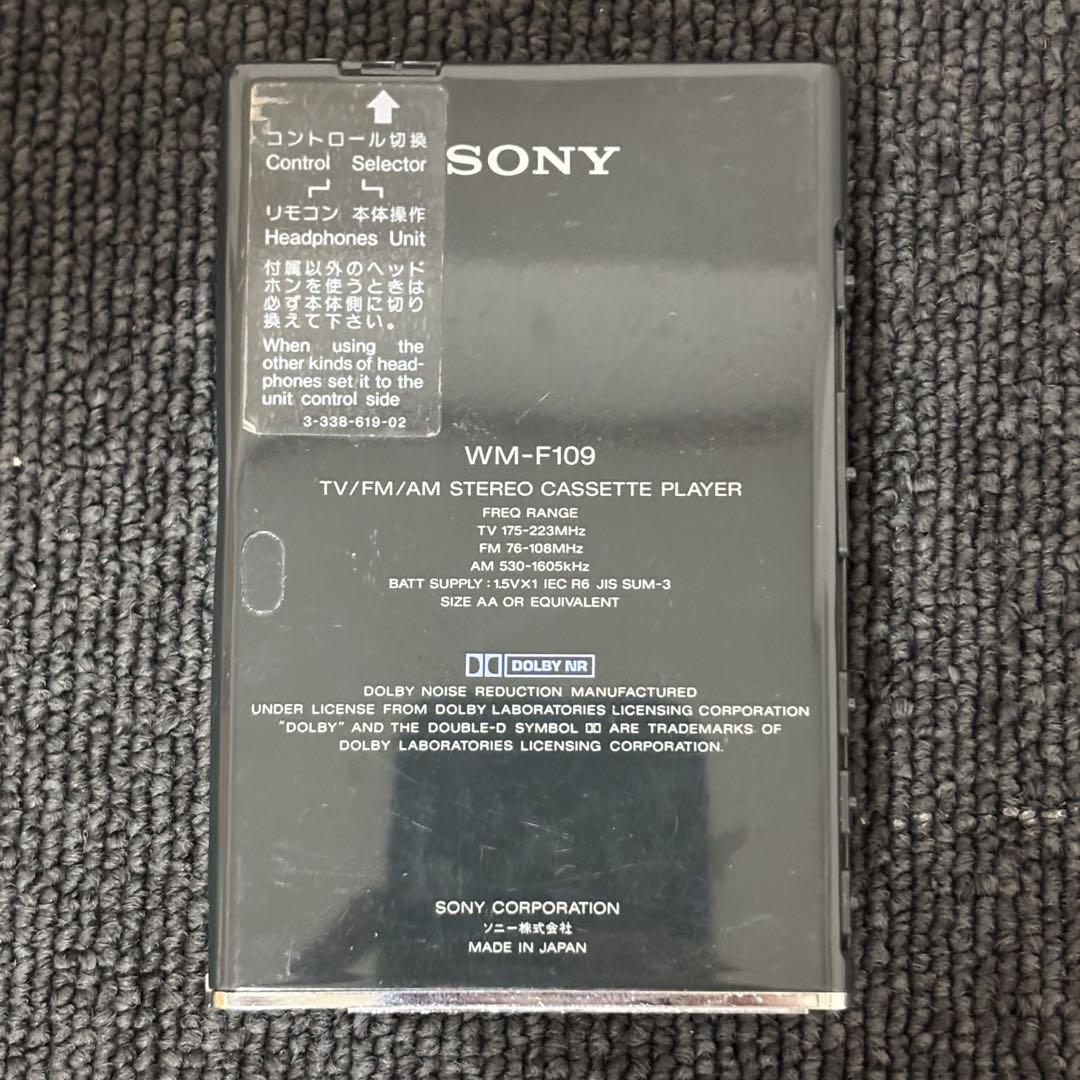 コントロール切換
Control Selector
リモコン 本体操作
Headphones Unit
付属以外のヘッド
ホンを使うときは
必ず本体側に切り
換えて下さい。
When using the
other kinds of head-
phones set it to the
unit control side
3-338-619-02
SONY
WM-F109
TV/FM/AM STEREO CASSETTE PLAYER
FREQ RANGE
TV 175-223MHz
FM 76-108MHz
AM 530-1605kHz
BATT SUPPLY : 1.5V×1 IEC R6 JIS SUM-3
SIZE AA OR EQUIVALENT
DOLBY NR
DOLBY NOISE REDUCTION MANUFACTURED
UNDER LICENSE FROM DOLBY LABORATORIES LICENSING CORPORATION
"DOLBY" AND THE DOUBLE-D SYMBOL ARE TRADEMARKS OF
DOLBY LABORATORIES LICENSING CORPORATION.
SONY CORPORATION
ソニー株式会社
MADE IN JAPAN